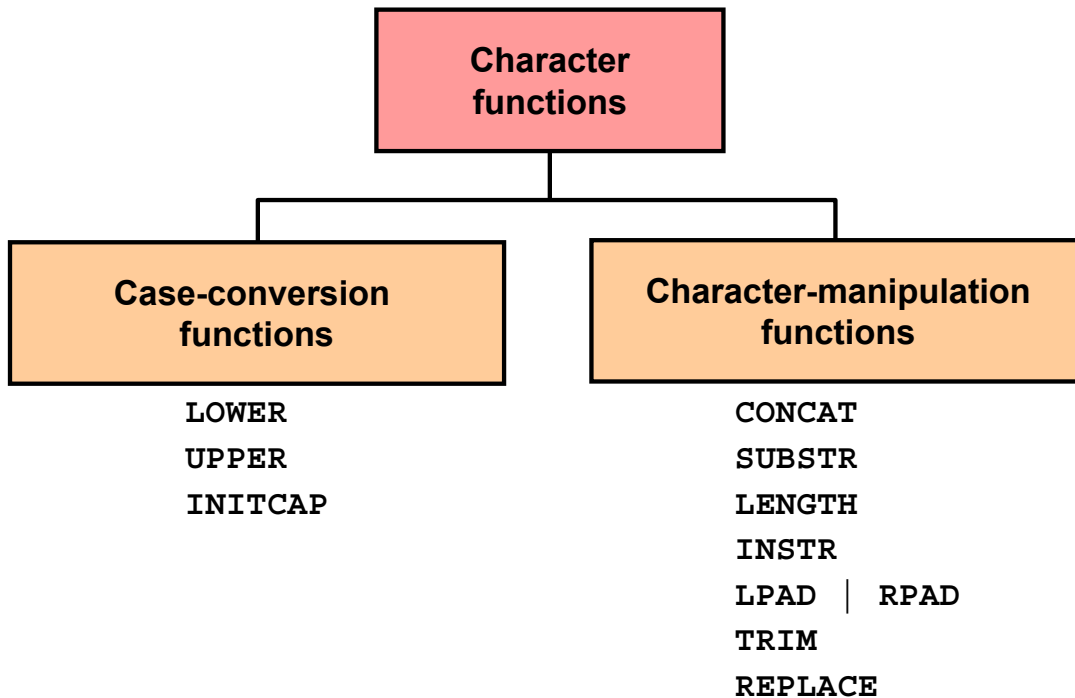 Character
functions
Case-conversion
functions
LOWER
UPPER
INITCAP
Character-manipulation
functions
CONCAT
SUBSTR
LENGTH
INSTR
LPAD | RPAD
TRIM
REPLACE